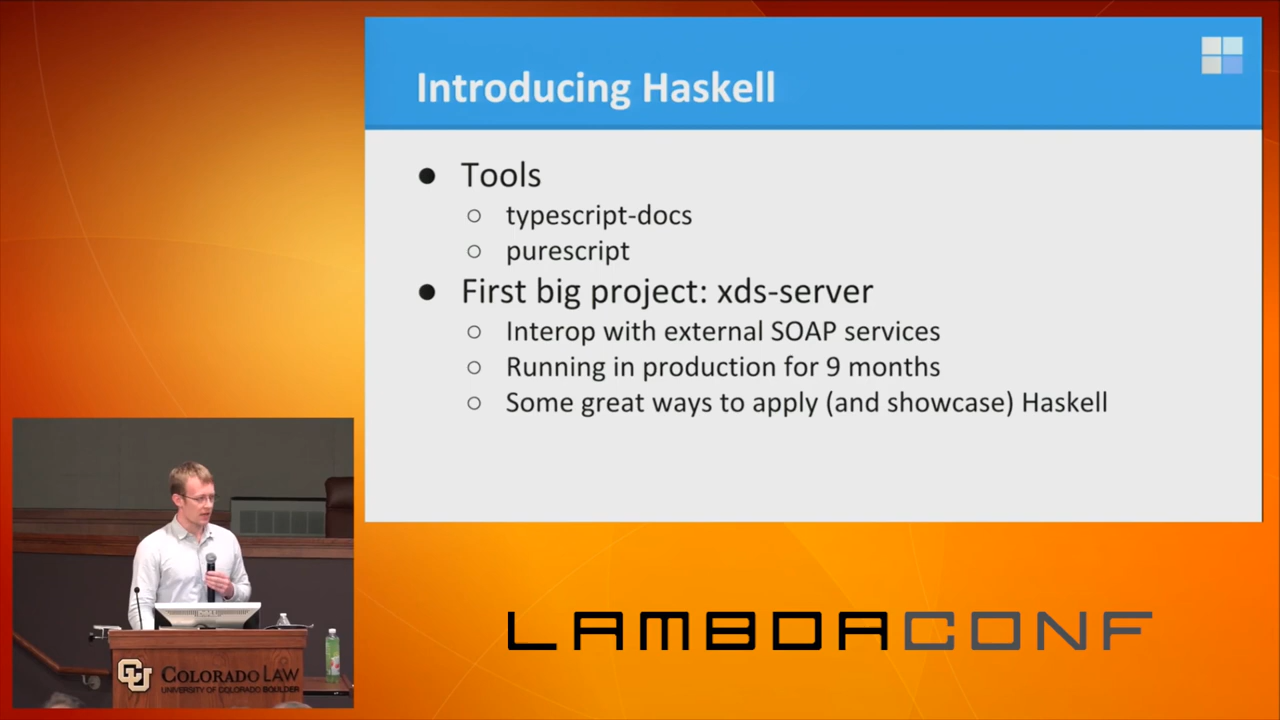 Introducing Haskell
● Tools
○ typescript-docs
○ purescript
● First big project: xds-server
○ Interop with external SOAP services
○ Running in production for 9 months
○ Some great ways to apply (and showcase) Haskell
DELL
CU COLORADO LAW
UNIVERSITY OF COLORADO BOULDER
LAMBDACONF